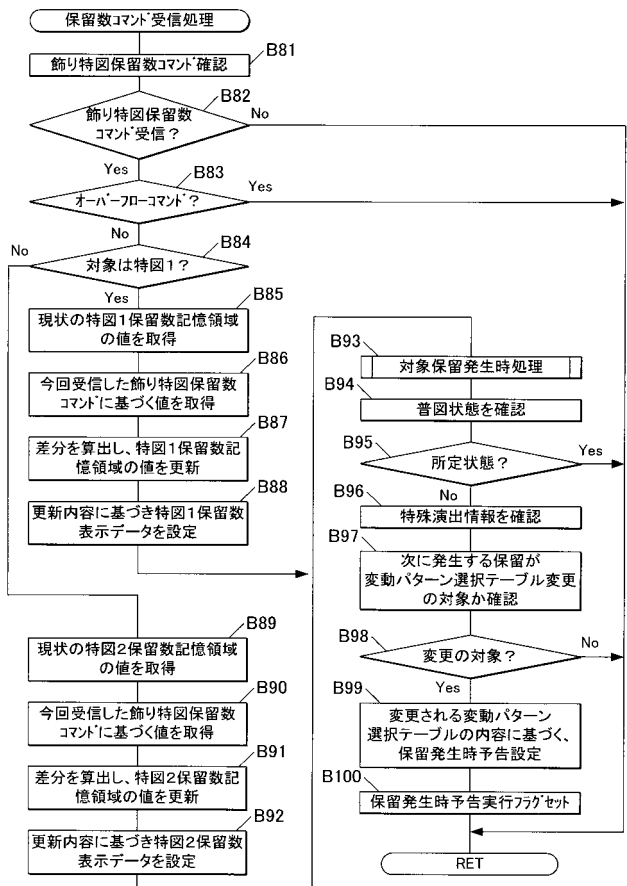 保留数コマンド受信処理
B81
飾り特図保留数コマンド確認
B82
飾り特図保留数
コマンド受信？
No
Yes
B83
オーバーフローコマンド？
Yes
No
B84
対象は特図1？
No
Yes
B85
現状の特図1保留数記憶領域
の値を取得
B86
今回受信した飾り特図保留数
コマンドに基づく値を取得
B87
差分を算出し、特図1保留数記
憶領域の値を更新
B88
更新内容に基づき特図1保留数
表示データを設定
B89
現状の特図2保留数記憶領域
の値を取得
B90
今回受信した飾り特図保留数
コマンドに基づく値を取得
B91
差分を算出し、特図2保留数記
憶領域の値を更新
B92
更新内容に基づき特図2保留数
表示データを設定
B93
対象保留発生時処理
B94
普図状態を確認
B95
所定状態？
Yes
No
B96
特殊演出情報を確認
B97
次に発生する保留が
変動パターン選択テーブル変更
の対象か確認
B98
変更の対象？
No
Yes
B99
変更される変動パターン
選択テーブルの内容に基づく、
保留発生時予告設定
B100
保留発生時予告実行フラグセット
RET